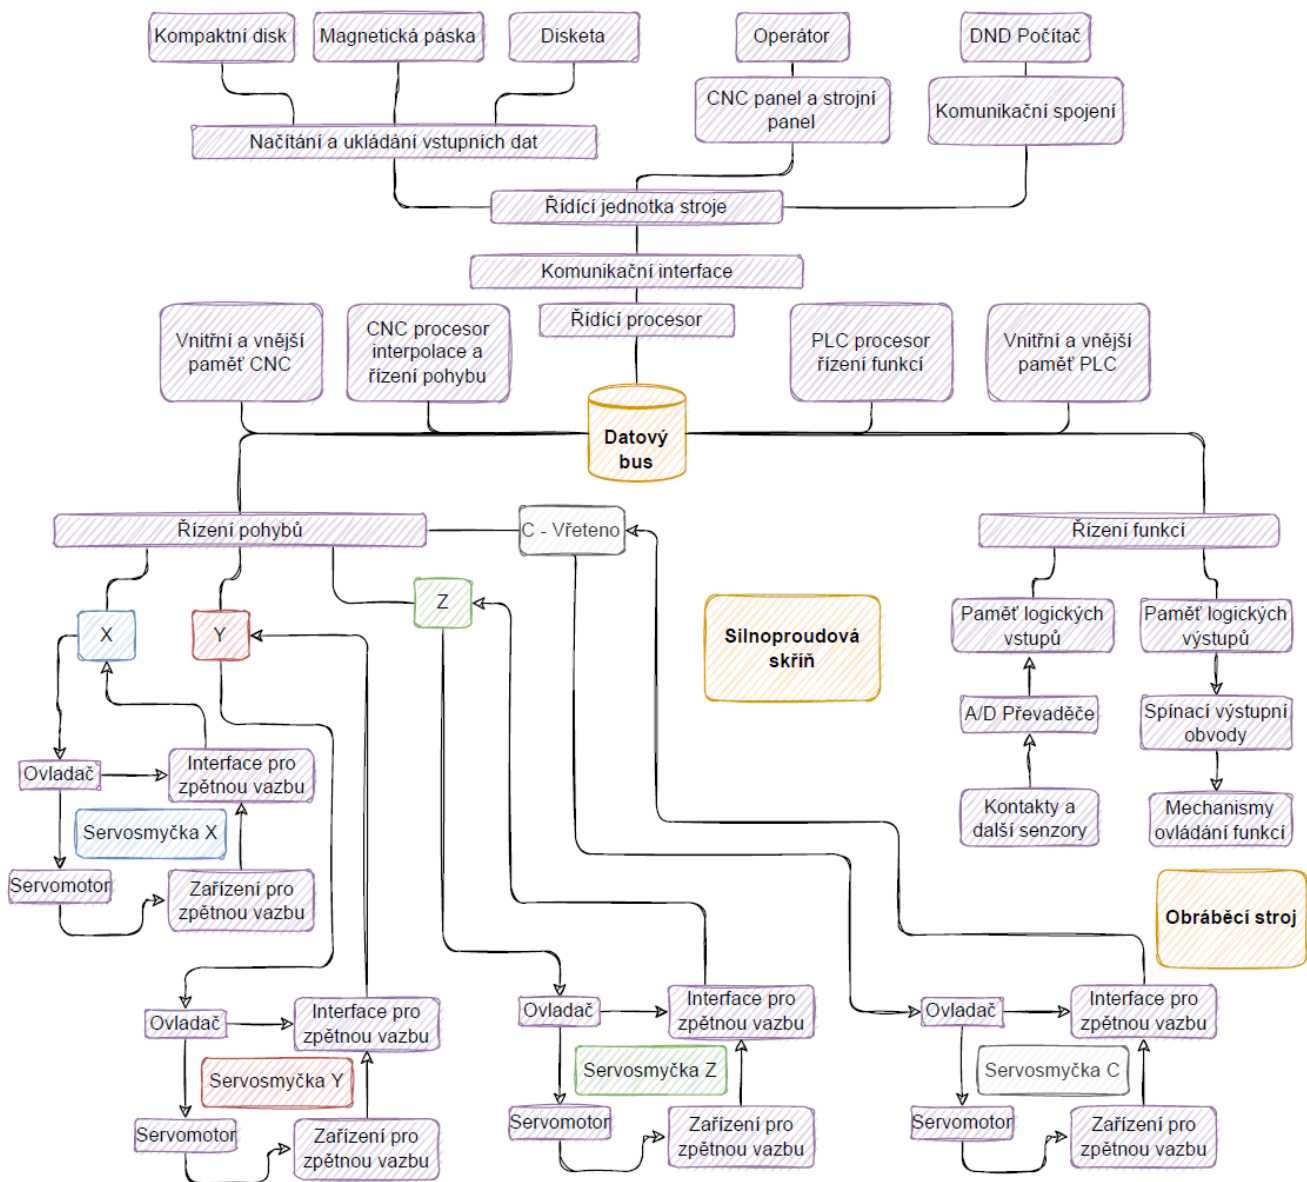 Kompaktní disk
Magnetická páska
Disketa
Operátor
DND Počítač
CNC panel a strojní
panel
Komunikační spojení
Načítání a ukládání vstupních dat
Řídící jednotka stroje
Komunikační interface
Řídící procesor
Vnitřní a vnější
paměť CNC
CNC procesor
interpolace a
řízení pohybu
PLC procesor
řízení funkcí
Vnitřní a vnější
paměť PLC
Datový
bus
Řízení pohybů
C - Vřeteno
Řízení funkcí
X
Y
Z
Silnoproudová
skříň
Paměť logických
vstupů
Paměť logických
výstupů
A/D Převaděče
Spínací výstupní
obvody
Kontakty a
další senzory
Mechanismy
ovládání funkcí
Ovladač
Interface pro
zpětnou vazbu
Servosmyčka X
Servomotor
Zařízení pro
zpětnou vazbu
Obráběcí stroj
Ovladač
Interface pro
zpětnou vazbu
Servosmyčka Y
Servomotor
Zařízení pro
zpětnou vazbu
Ovladač
Interface pro
zpětnou vazbu
Servosmyčka Z
Servomotor
Zařízení pro
zpětnou vazbu
Ovladač
Interface pro
zpětnou vazbu
Servosmyčka C
Servomotor
Zařízení pro
zpětnou vazbu